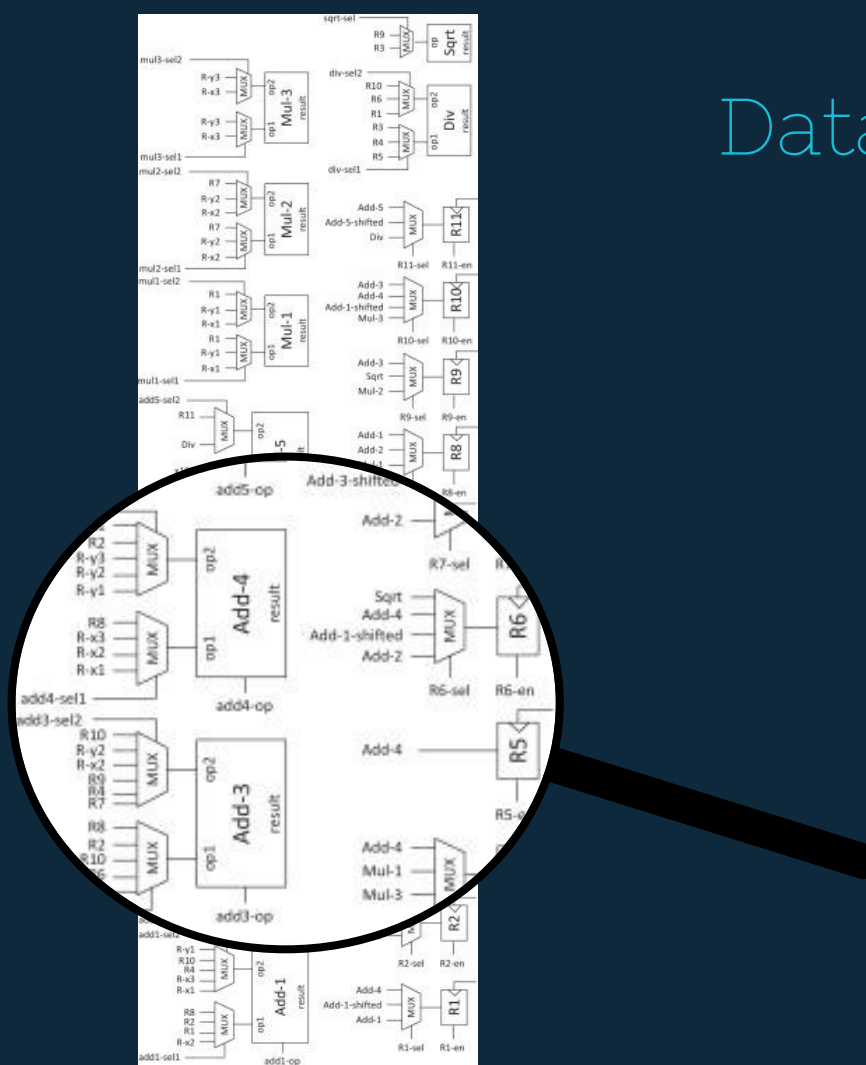 Data
sqrt-sel
R9
R3
MUX
op
Sqrt
result
mul3-sel2
R-y3
R-x3
MUX
op2
Mul-3
result
R-y3
R-x3
MUX
op1
mul3-sel1
div-sel2
R10
R6
R1
MUX
op2
Div
result
R3
R4
R5
MUX
op1
div-sel1
mul2-sel2
R7
R-y2
R-x2
MUX
op2
Mul-2
result
R7
R-y2
R-x2
MUX
op1
mul2-sel1
Add-5
Add-5-shifted
Div
MUX
R11
R11-sel
R11-en
mul1-sel2
R1
R-y1
R-x1
MUX
op2
Mul-1
result
R1
R-y1
R-x1
MUX
op1
mul1-sel1
Add-3
Add-4
Add-1-shifted
Mul-3
MUX
R10
R10-sel
R10-en
Add-3
Sqrt
Mul-2
MUX
R9
R9-sel
R9-en
add5-sel2
R11
Div
MUX
op2
add5-op
Add-1
Add-2
MUX
R8
R8-en
Add-3-shifted
Add-2
R7-sel
R2
R-y3
R-y2
R-y1
MUX
op2
Add-4
result
R8
R-x3
R-x2
R-x1
MUX
op1
add4-sel1
add4-op
Sqrt
Add-4
Add-1-shifted
Add-2
MUX
R6
R6-sel
R6-en
add3-sel2
R10
R-y2
R-x2
R9
R4
R7
MUX
op2
Add-3
result
R8
R2
R10
MUX
op1
add3-op
Add-4
R5
Add-4
Mul-1
Mul-3
MUX
R2
R2-sel
R2-en
add1-sel2
R-y1
R10
R4
R-x3
R-x1
MUX
op2
Add-1
result
R8
R2
R1
R-x2
MUX
op1
add1-sel1
add1-op
Add-4
Add-1-shifted
Add-1
MUX
R1
R1-sel
R1-en